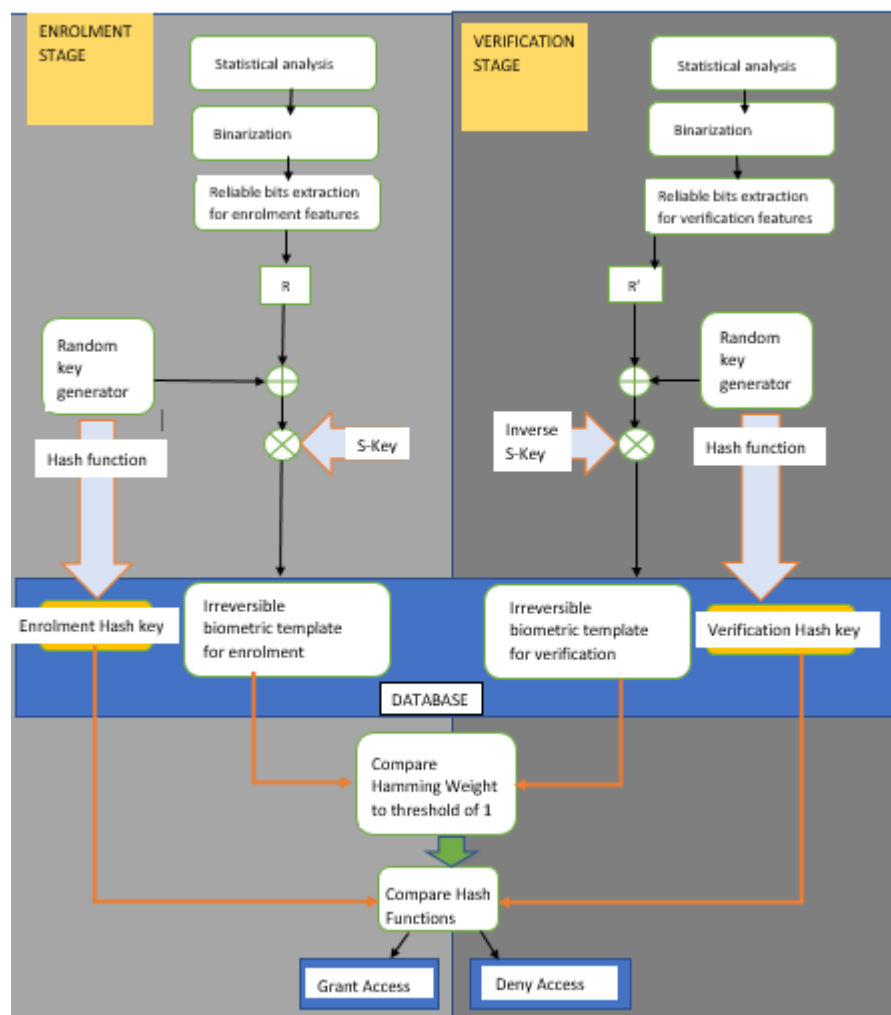 ENROLMENT
STAGE
Statistical analysis
Binarization
Reliable bits extraction
for enrolment features
R
Random
key
generator
Hash function
S-Key
VERIFICATION
STAGE
Statistical analysis
Binarization
Reliable bits extraction
for verification features
R'
Random
key
generator
Inverse
S-Key
Hash function
Enrolment Hash key
Irreversible
biometric template
for enrolment
Irreversible
biometric template
for verification
Verification Hash key
DATABASE
Compare
Hamming Weight
to threshold of 1
Compare Hash
Functions
Grant Access
Deny Access